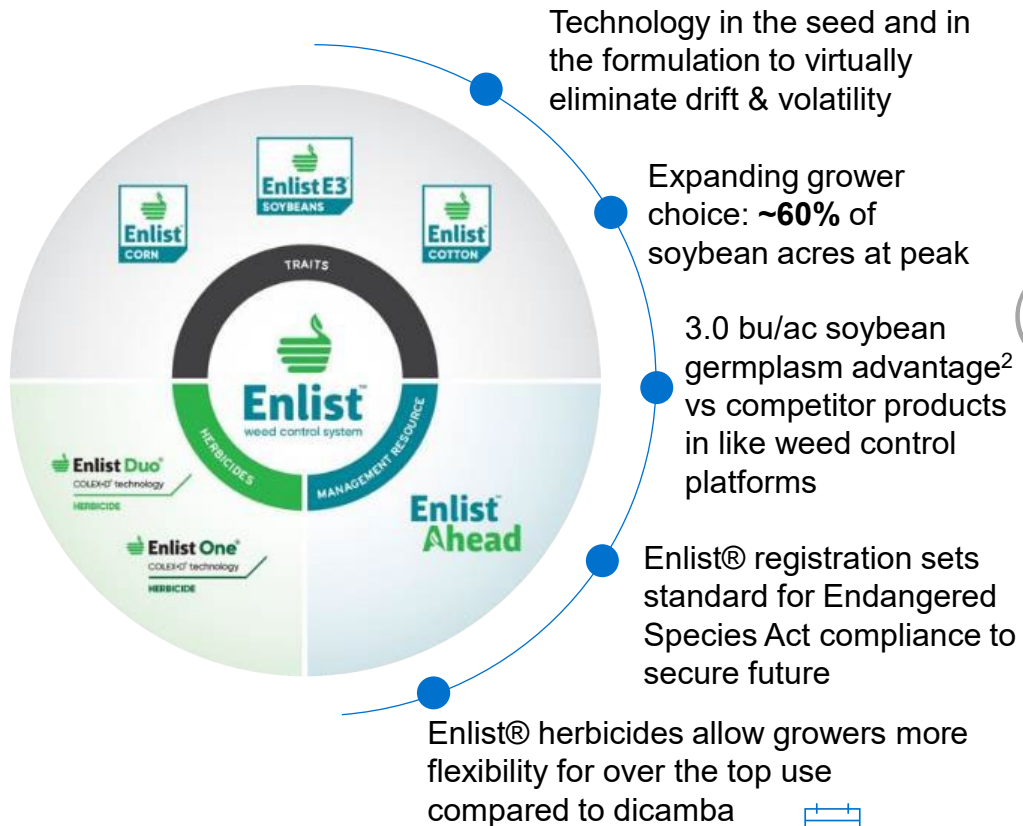 Technology in the seed and in
the formulation to virtually
eliminate drift & volatility
Expanding grower
choice: ~60% of
soybean acres at peak
3.0 bu/ac soybean
germplasm advantage2
vs competitor products
in like weed control
platforms
Enlist® registration sets
standard for Endangered
Species Act compliance to
secure future
Enlist® herbicides allow growers more
flexibility for over the top use
compared to dicamba
Enlist
CORN
Enlist E3
SOYBEANS
Enlist
COTTON
TRAITS
Enlist™
weed control system
HERBICIDES
MANAGEMENT RESOURCE
Enlist Duo®
COLEX•D® technology
HERBICIDE
Enlist One®
COLEX•D® technology
HERBICIDE
Enlist™
Ahead